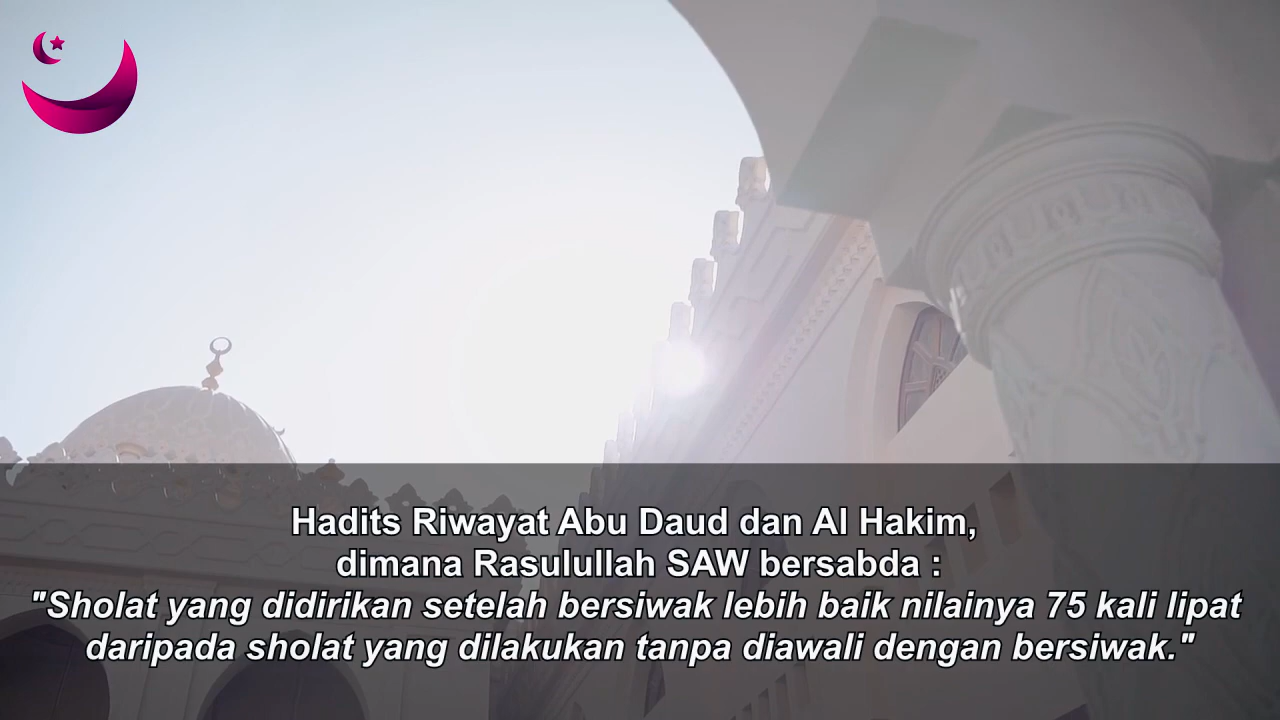 Hadits Riwayat Abu Daud dan Al Hakim,
dimana Rasulullah SAW bersabda :
"Sholat yang didirikan setelah bersiwak lebih baik nilainya 75 kali lipat
daripada sholat yang dilakukan tanpa diawali dengan bersiwak."